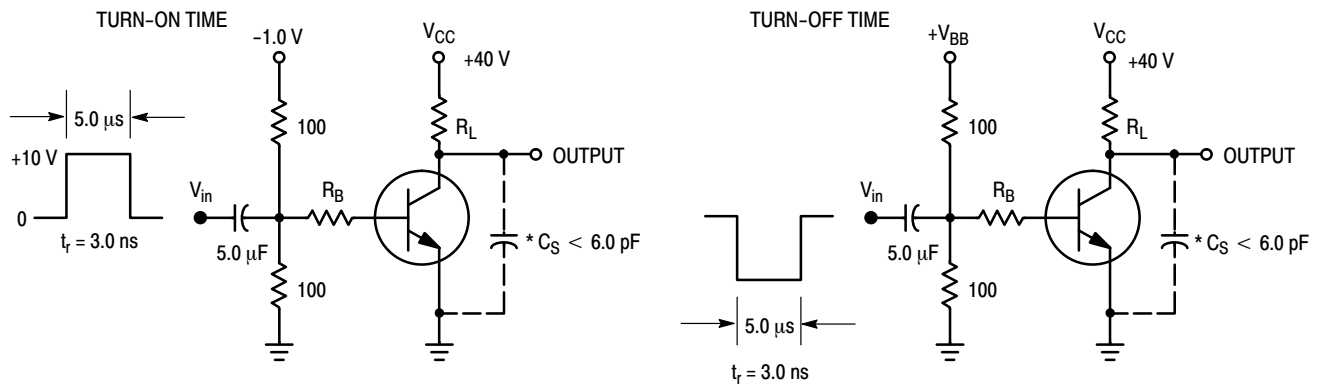 TURN-ON TIME
-1.0 V
VCC
+40 V
5.0 μs
100
RL
+10 V
OUTPUT
Vin
RB
0
tr = 3.0 ns
5.0 μF
* CS < 6.0 pF
100
TURN-OFF TIME
+VBB
VCC
+40 V
100
RL
OUTPUT
Vin
RB
5.0 μF
* CS < 6.0 pF
100
5.0 μs
tr = 3.0 ns